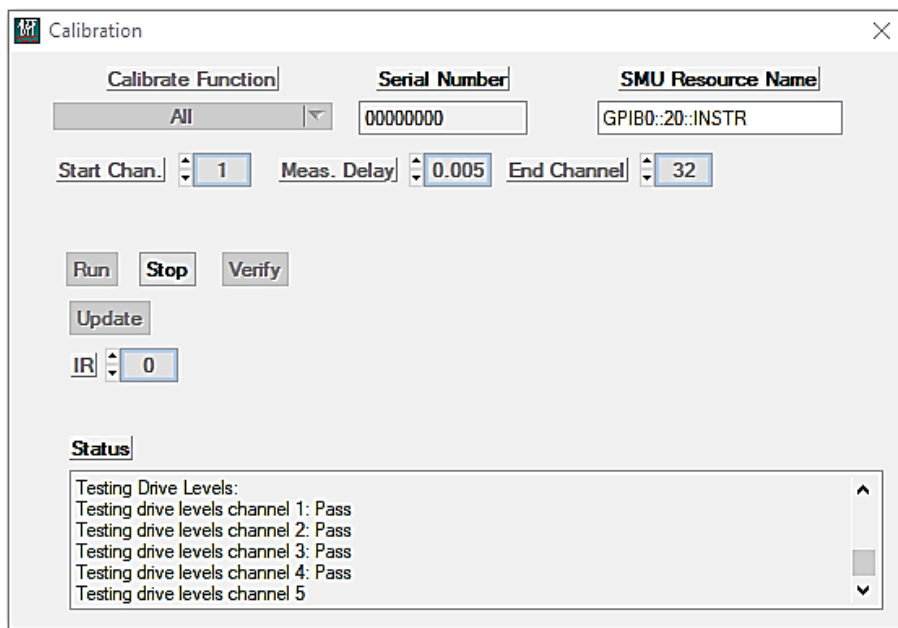 Calibration
Calibrate Function Serial Number SMU Resource Name
All 00000000 GPIB0::20::INSTR
Start Chan. 1 Meas. Delay 0.005 End Channel 32
Run Stop Verify
Update
IR 0
Status
Testing Drive Levels:
Testing drive levels channel 1: Pass
Testing drive levels channel 2: Pass
Testing drive levels channel 3: Pass
Testing drive levels channel 4: Pass
Testing drive levels channel 5